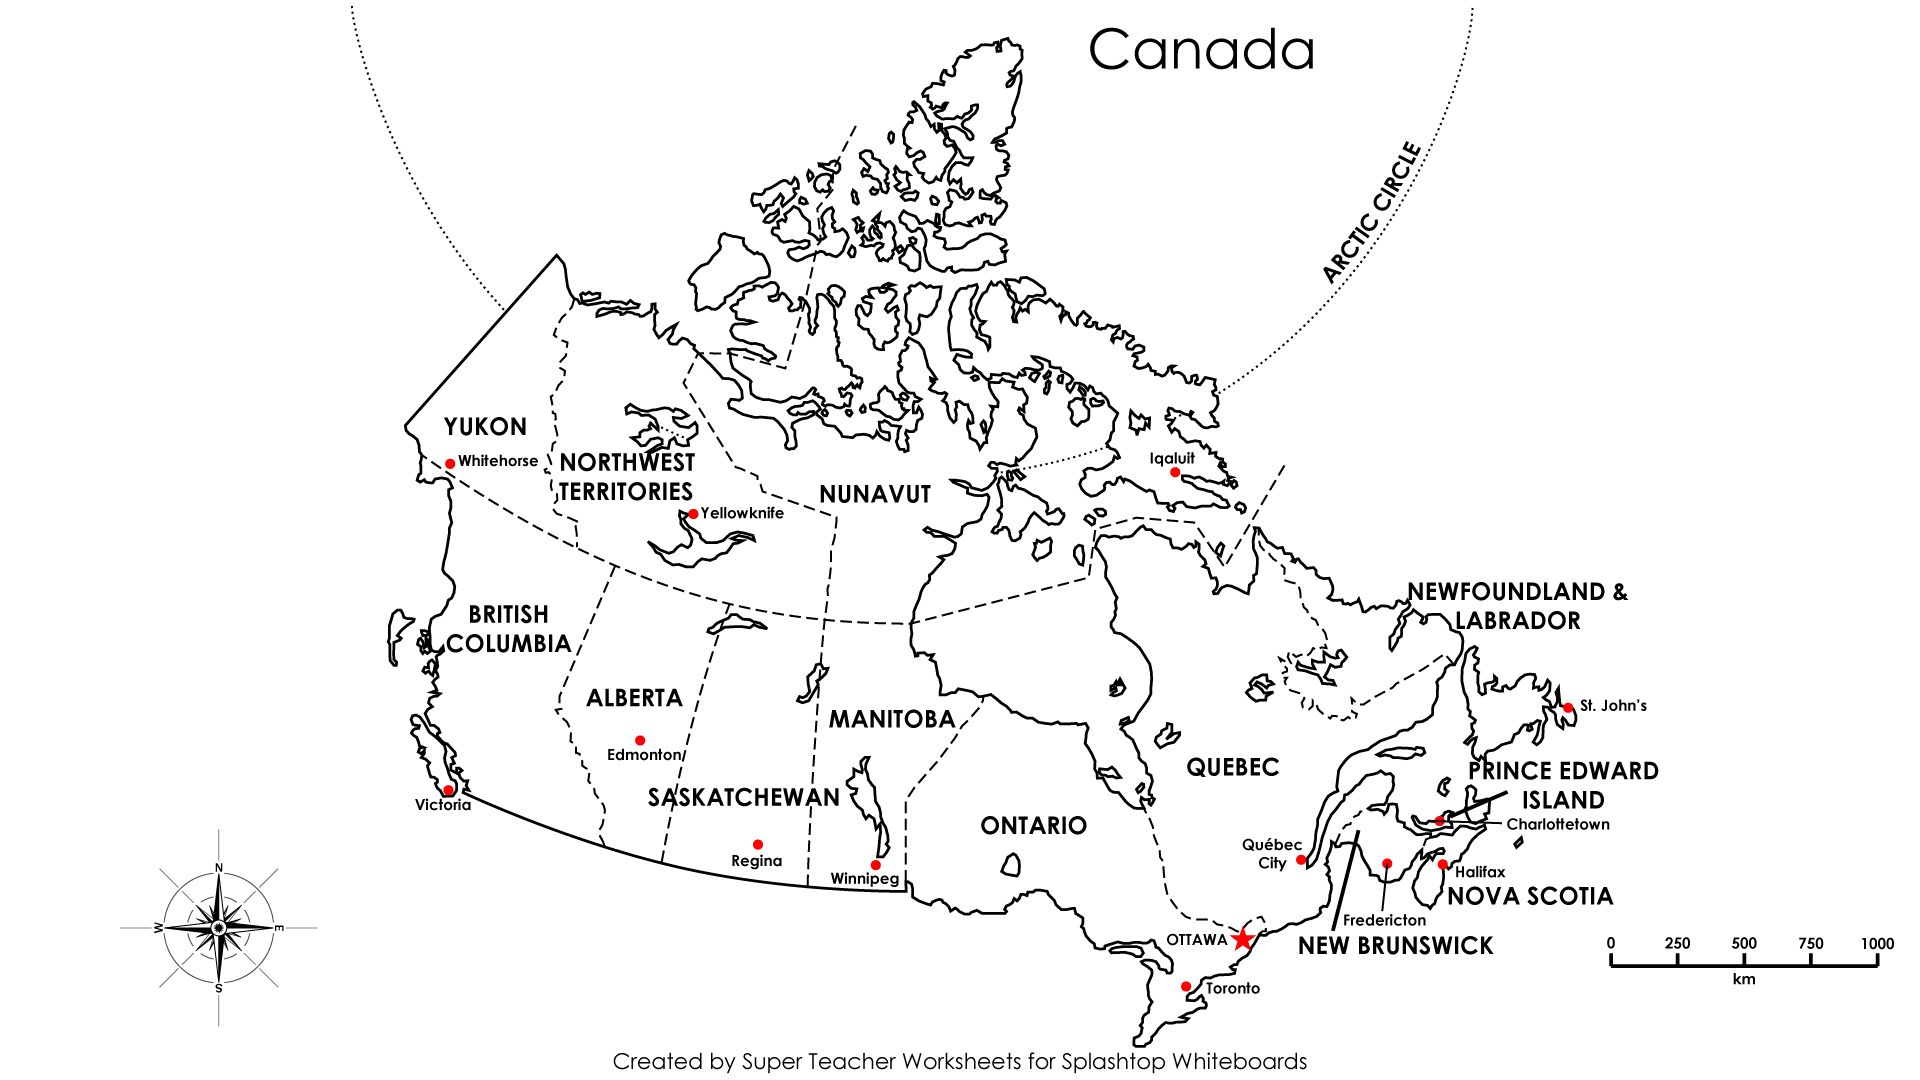 Canada
ARCTIC CIRCLE
YUKON
Whitehorse
NORTHWEST
TERRITORIES
Yellowknife
NUNAVUT
Iqaluit
BRITISH
COLUMBIA
NEWFOUNDLAND &
LABRADOR
ALBERTA
Edmonton
MANITOBA
St. John's
QUEBEC
PRINCE EDWARD
ISLAND
Charlottetown
Victoria
SASKATCHEWAN
Regina
Winnipeg
ONTARIO
Québec
City
Halifax
NOVA SCOTIA
Fredericton
NEW BRUNSWICK
OTTAWA
Toronto
N
W
E
S
0 250 500 750 1000
km
Created by Super Teacher Worksheets for Splashtop Whiteboards